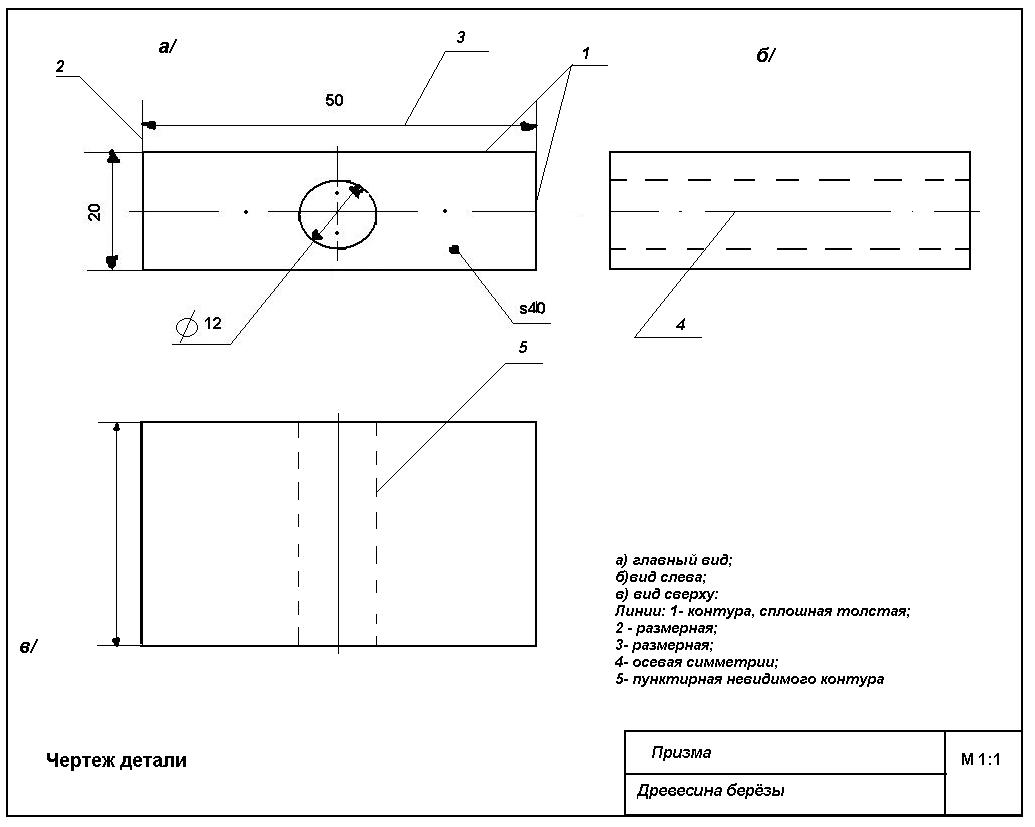 а/
3
1
б/
2
50
20
⌀ 12
s40
4
5
в/
а) главный вид;
б)вид слева;
в) вид сверху:
Линии: 1- контура, сплошная толстая;
2 - размерная;
3- размерная;
4- осевая симметрии;
5- пунктирная невидимого контура
Чертеж детали
Призма
М 1:1
Древесина берёзы